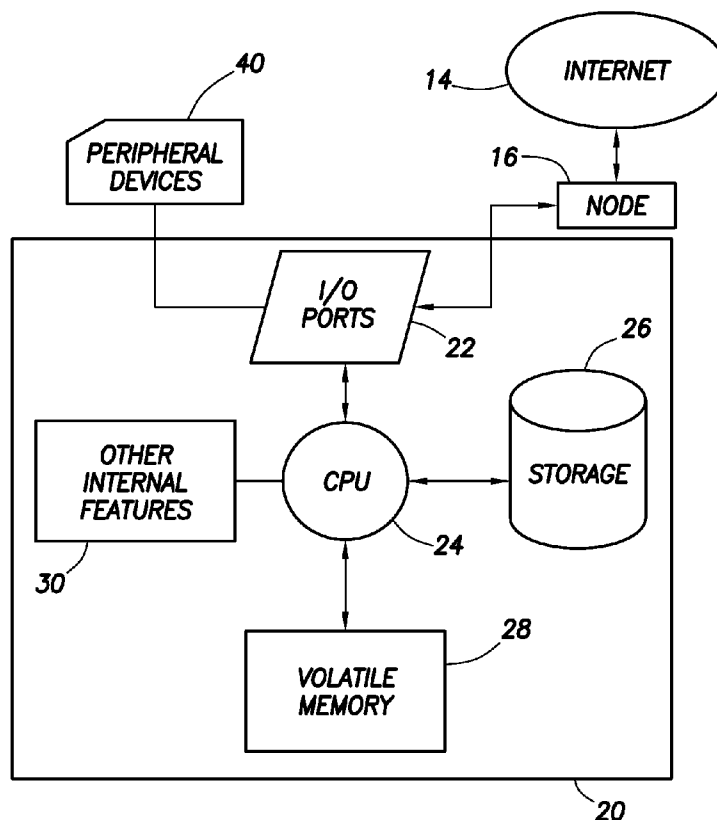 40
INTERNET
14
PERIPHERAL
DEVICES
16
NODE
I/O
PORTS
22
26
OTHER
INTERNAL
FEATURES
CPU
STORAGE
24
30
28
VOLATILE
MEMORY
20